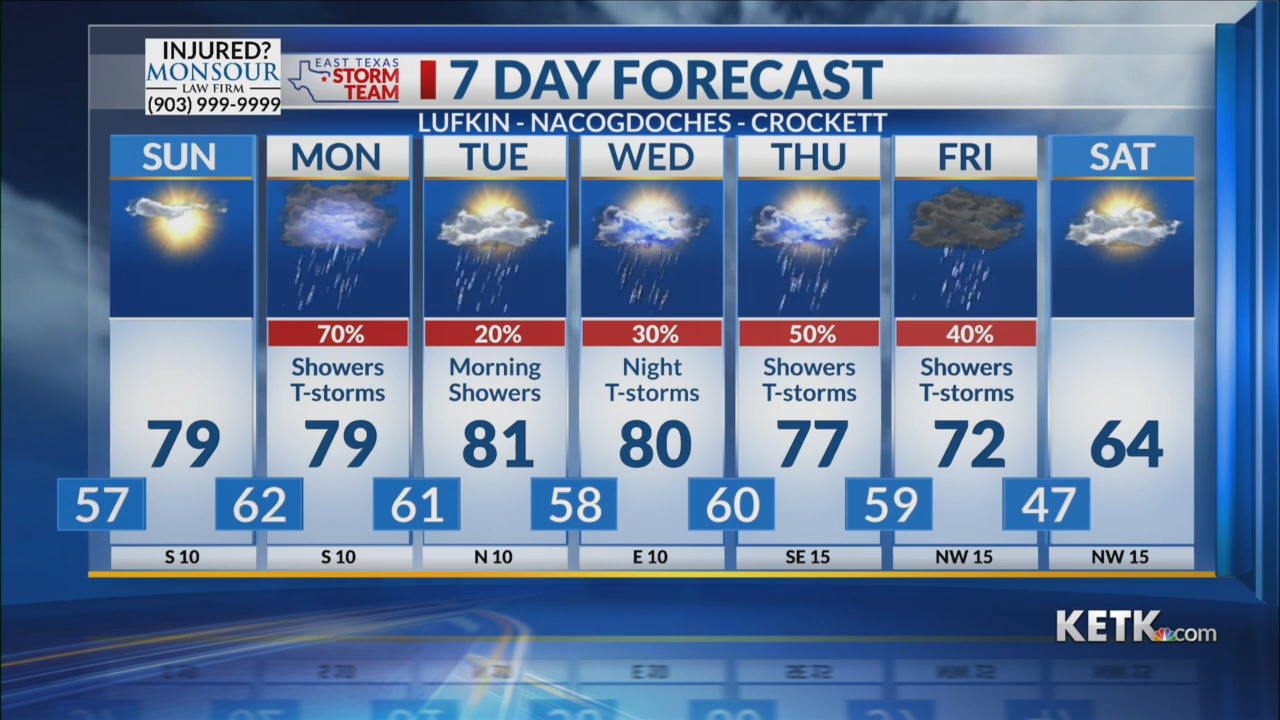 INJURED?
MONSOUR
LAW FIRM
(903) 999-9999
EAST TEXAS
STORM
TEAM
7 DAY FORECAST
LUFKIN - NACOGDOCHES - CROCKETT
SUN MON TUE WED THU FRI SAT
70% 20% 30% 50% 40%
Showers Morning Night Showers Showers
T-storms Showers T-storms T-storms T-storms
79 79 81 80 77 72 64
57 62 61 58 60 59 47
S 10 S 10 N 10 E 10 SE 15 NW 15 NW 15
KETK.com